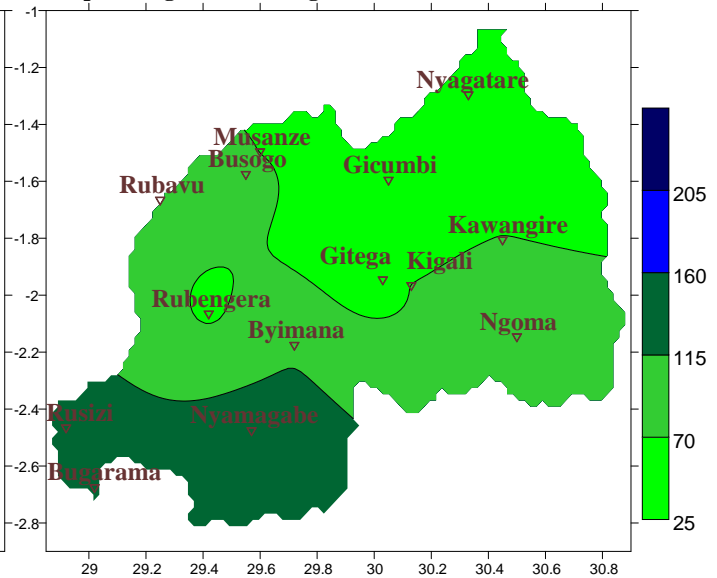 -1
-1.2
Nyagatare
-1.4
Musanze
Busogo
Gicumbi
-1.6
Rubavu
205
-1.8
Kawangire
Gitega
Kigali
160
-2
Rubengera
Ngoma
Byimana
-2.2
115
-2.4
Rusizi
Nyamagabe
70
-2.6
Bugarama
-2.8
25
29 29.2 29.4 29.6 29.8 30 30.2 30.4 30.6 30.8